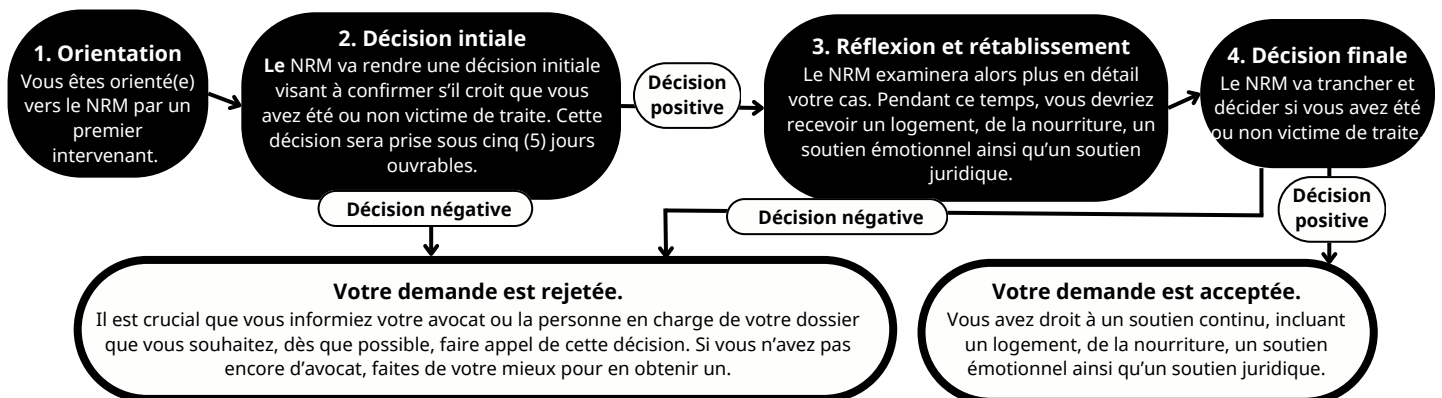 1. Orientation
Vous êtes orienté(e)
vers le NRM par un
premier
intervenant.
2. Décision intiale
Le NRM va rendre une décision initiale
visant à confirmer s'il croit que vous
avez été ou non victime de traite. Cette
décision sera prise sous cinq (5) jours
ouvrables.
Décision
positive
3. Réflexion et rétablissement
Le NRM examinera alors plus en détail
votre cas. Pendant ce temps, vous devriez
recevoir un logement, de la nourriture, un
soutien émotionnel ainsi qu'un soutien
juridique.
4. Décision finale
Le NRM va trancher et
décider si vous avez été
ou non victime de traite.
Décision négative
Décision négative
Décision
positive
Votre demande est rejetée.
Il est crucial que vous informiez votre avocat ou la personne en charge de votre dossier
que vous souhaitez, dès que possible, faire appel de cette décision. Si vous n'avez pas
encore d'avocat, faites de votre mieux pour en obtenir un.
Votre demande est acceptée.
Vous avez droit à un soutien continu, incluant
un logement, de la nourriture, un soutien
émotionnel ainsi qu'un soutien juridique.